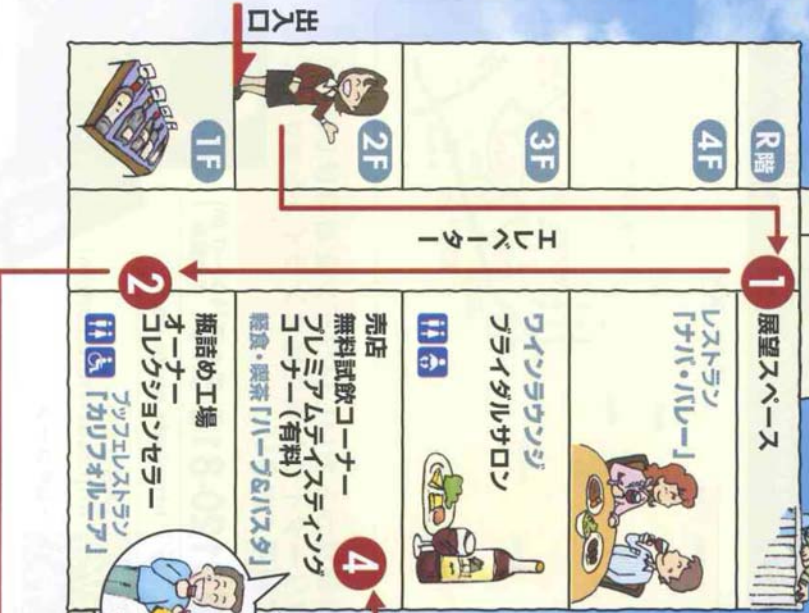 出入口
R階
4F
3F
2F
1F
エレベーター
1
展望スペース
レストラン
「ナパ・バレー」
ワインラウンジ
ブライダルサロン
売店
無料試飲コーナー
プレミアムテイスティング
コーナー(有料)
軽食・喫茶「ハーブ&パスタ」
4
2
瓶詰め工場
オーナー
コレクションセラー
ブッフェレストラン
「カリフォルニア」